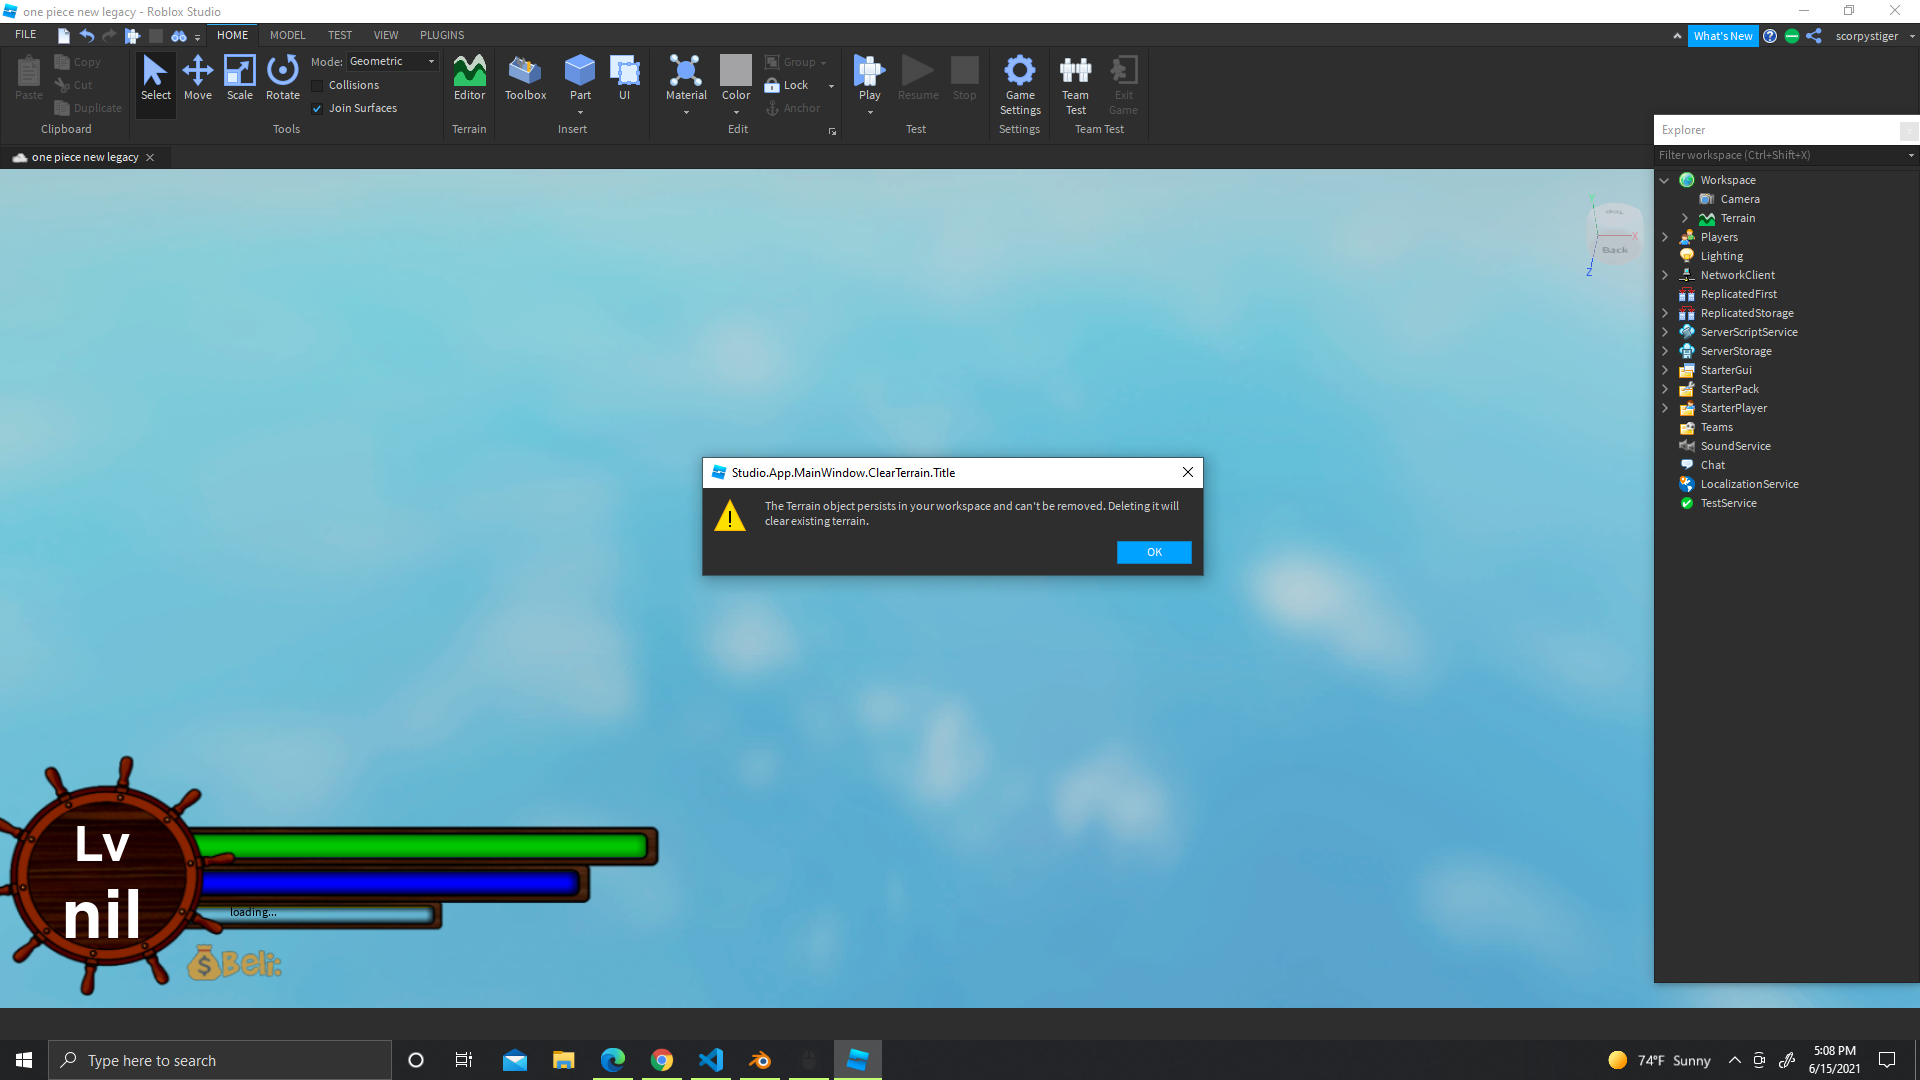 one piece new legacy - Roblox Studio
FILE
HOME
MODEL
TEST
VIEW
PLUGINS
What's New
scorpystiger
Paste
Copy
Cut
Duplicate
Clipboard
Select
Move
Scale
Rotate
Mode: Geometric
Collisions
Join Surfaces
Tools
Editor
Terrain
Toolbox
Part
UI
Insert
Material
Color
Group
Lock
Anchor
Edit
Play
Resume
Stop
Test
Game
Settings
Settings
Team
Test
Exit
Game
Team Test
one piece new legacy
Explorer
Filter workspace (Ctrl+Shift+X)
Workspace
Camera
Terrain
Players
Lighting
NetworkClient
ReplicatedFirst
ReplicatedStorage
ServerScriptService
ServerStorage
StarterGui
StarterPack
StarterPlayer
Teams
SoundService
Chat
LocalizationService
TestService
Y
Top
X
Back
Z
Studio.App.MainWindow.ClearTerrain.Title
The Terrain object persists in your workspace and can't be removed. Deleting it will
clear existing terrain.
OK
Lv
nil
loading...
$ Beli:
Type here to search
74°F Sunny
5:08 PM
6/15/2021